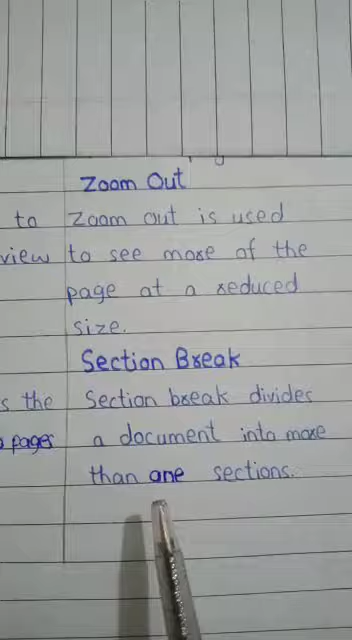 Zoom Out
to Zoom out is used
view to see more of the
page at a reduced
size.
Section Break
s the Section break divides
pages a document into more
than one sections.